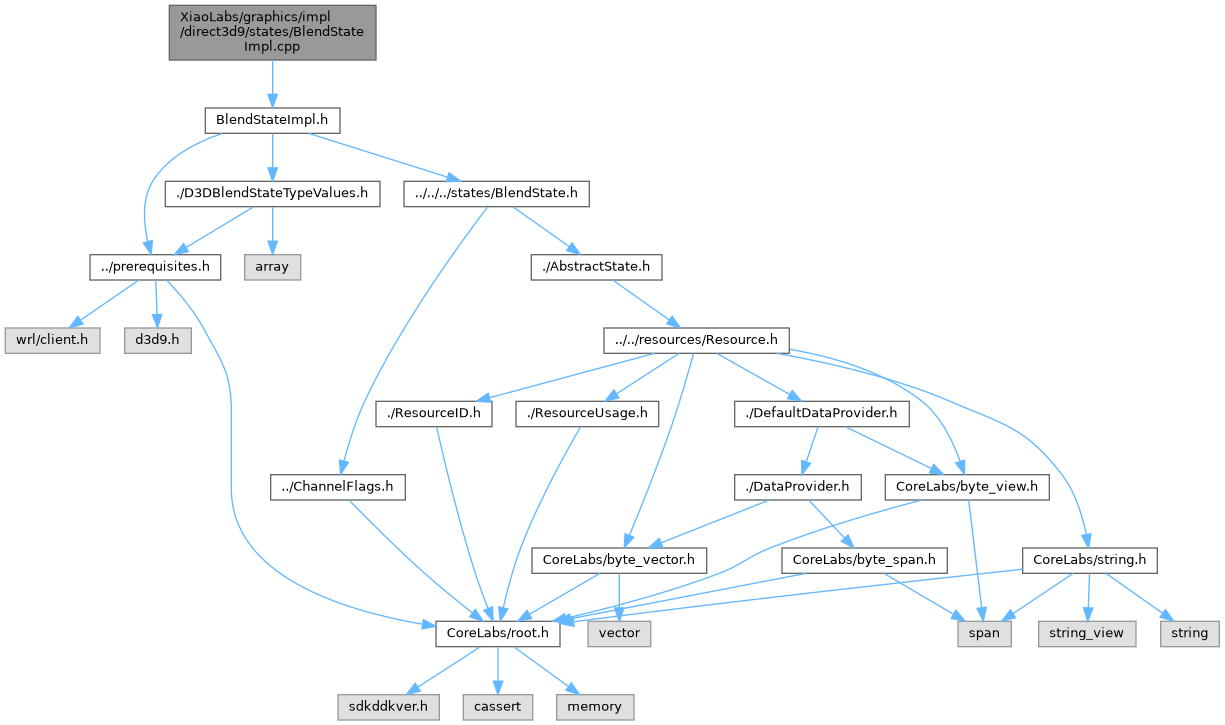 XiaoLabs/graphics/impl
/direct3d9/states/BlendState
Impl.cpp
BlendStateImpl.h
./D3DBlendStateTypeValues.h
../../../states/BlendState.h
../prerequisites.h
array
./AbstractState.h
wrl/client.h
d3d9.h
../../resources/Resource.h
./ResourceID.h
./ResourceUsage.h
./DefaultDataProvider.h
../ChannelFlags.h
./DataProvider.h
CoreLabs/byte_view.h
CoreLabs/byte_vector.h
CoreLabs/byte_span.h
CoreLabs/string.h
CoreLabs/root.h
vector
span
string_view
string
sdkddkver.h
cassert
memory